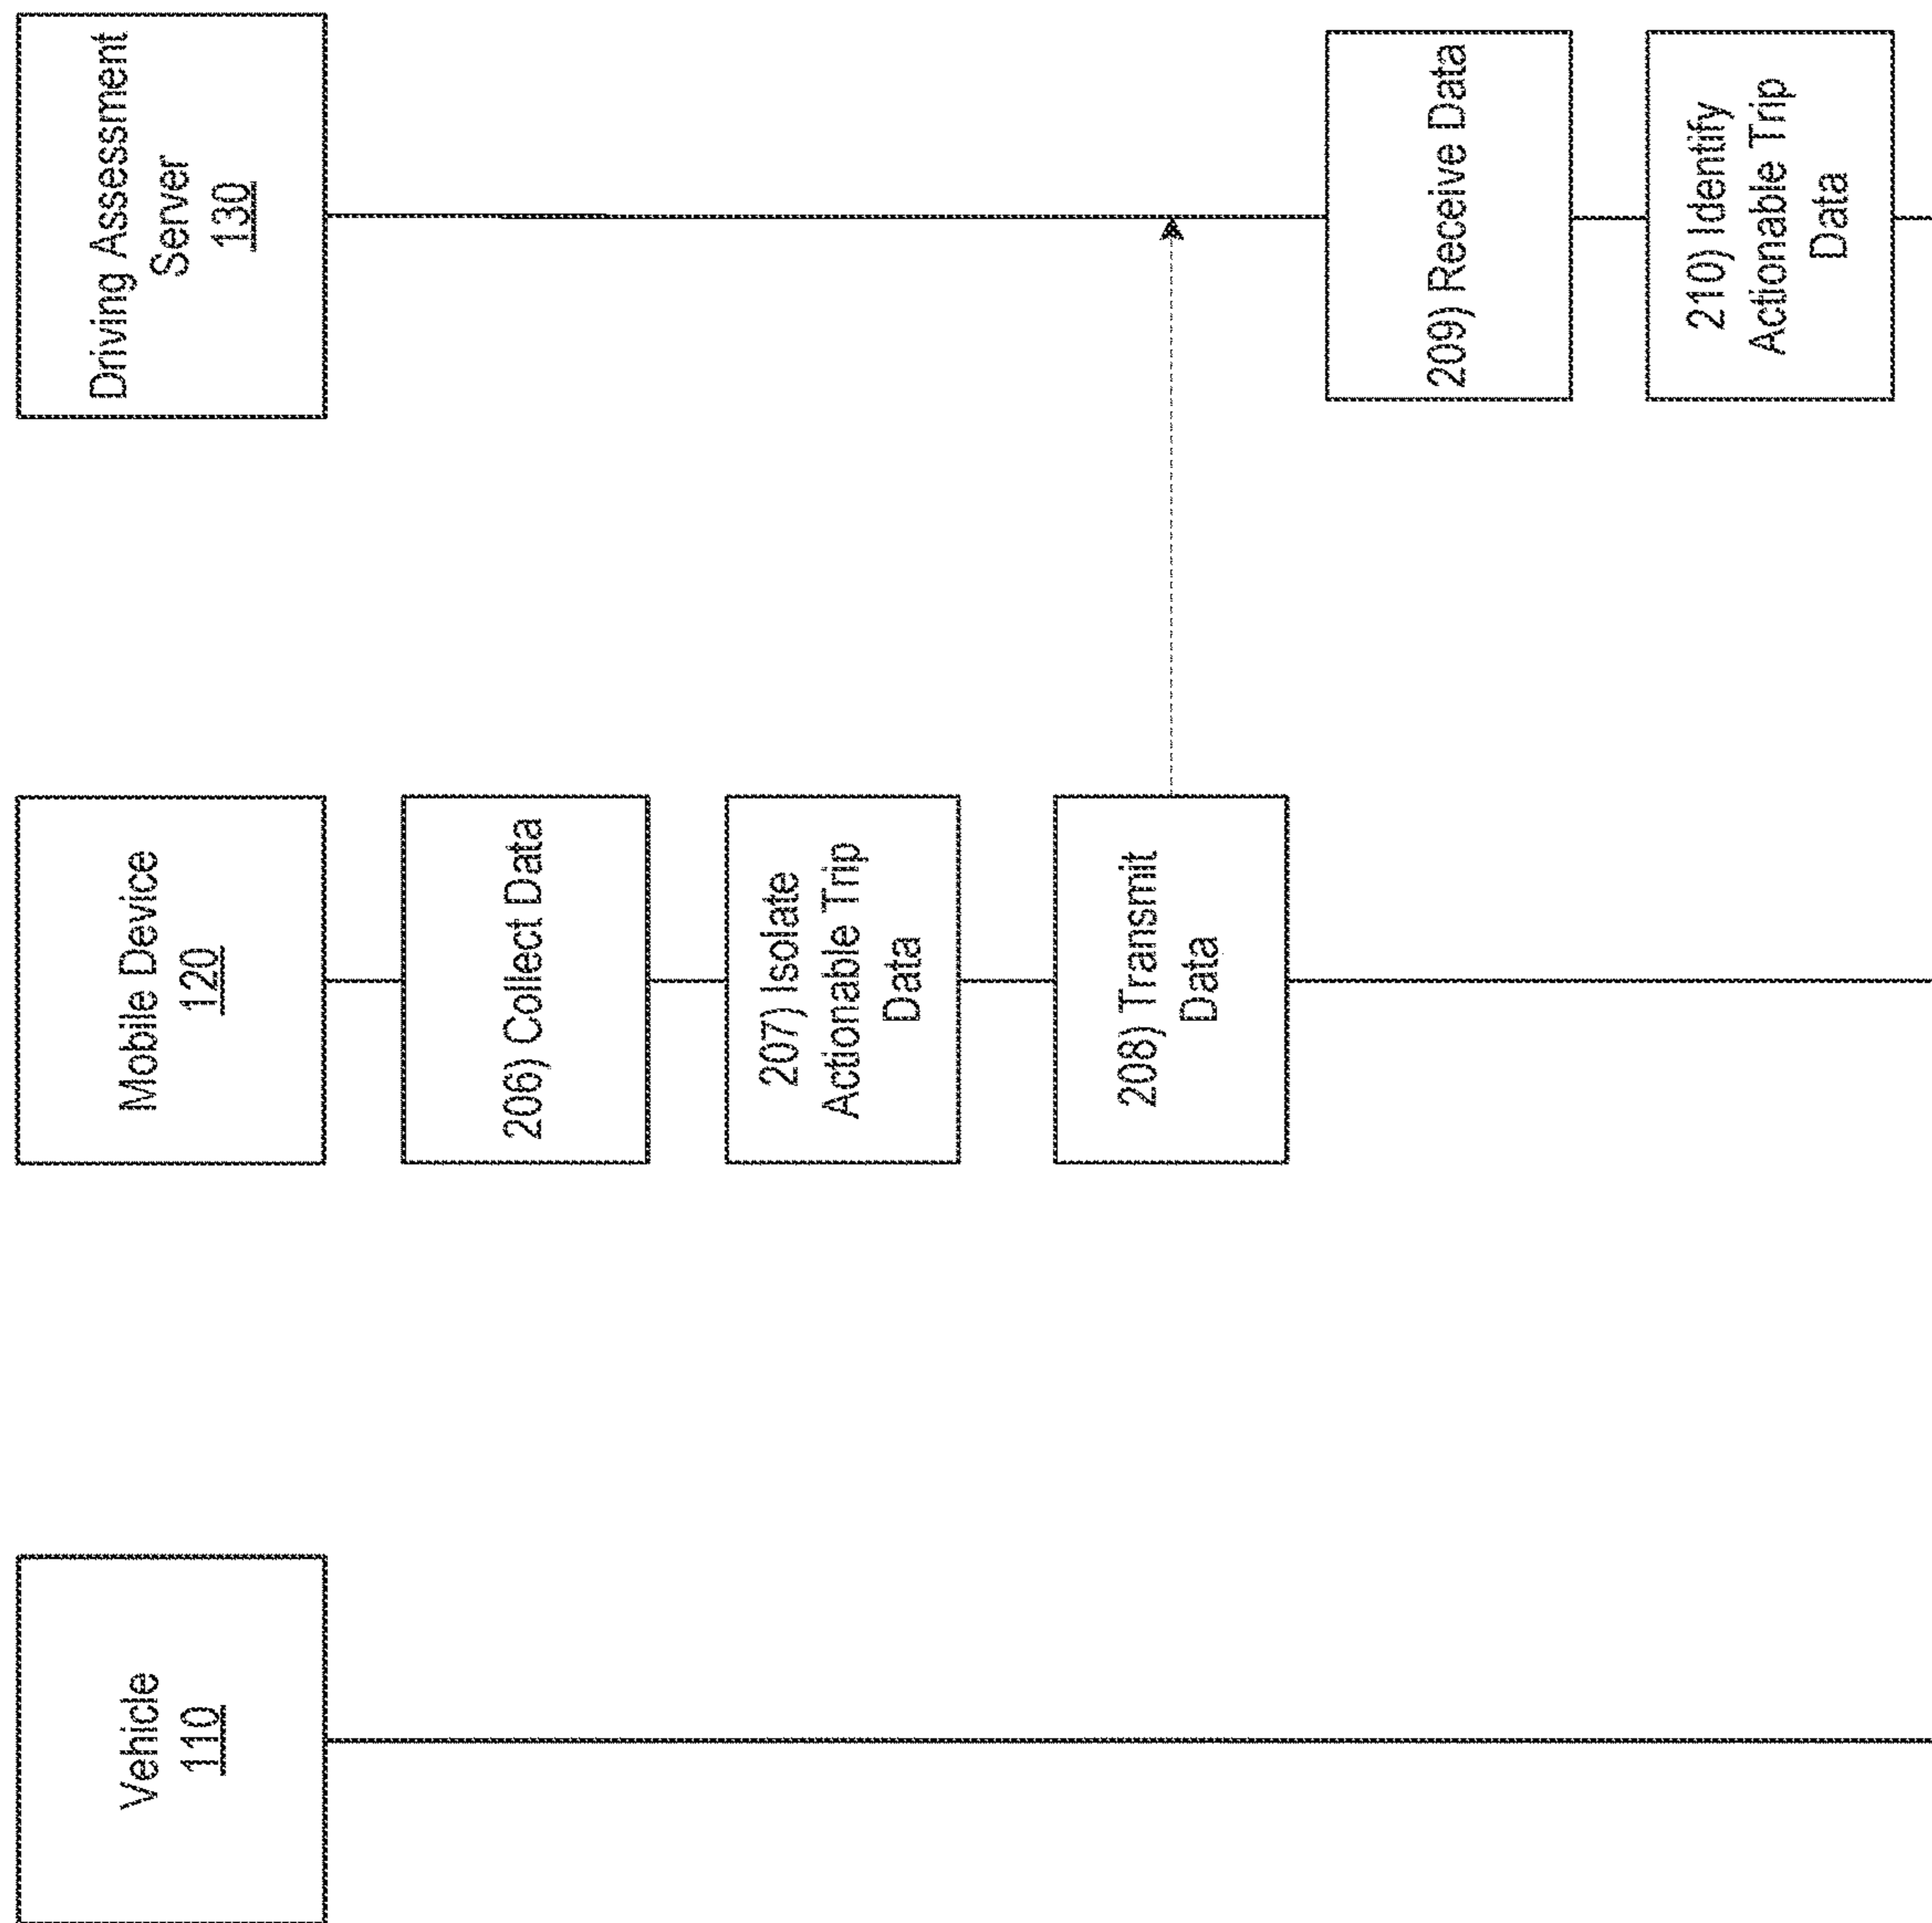 Vehicle
110
Mobile Device
120
Driving Assessment
Server
130
206) Collect Data
207) Isolate
Actionable Trip
Data
208) Transmit
Data
209) Receive Data
210) Identify
Actionable Trip
Data